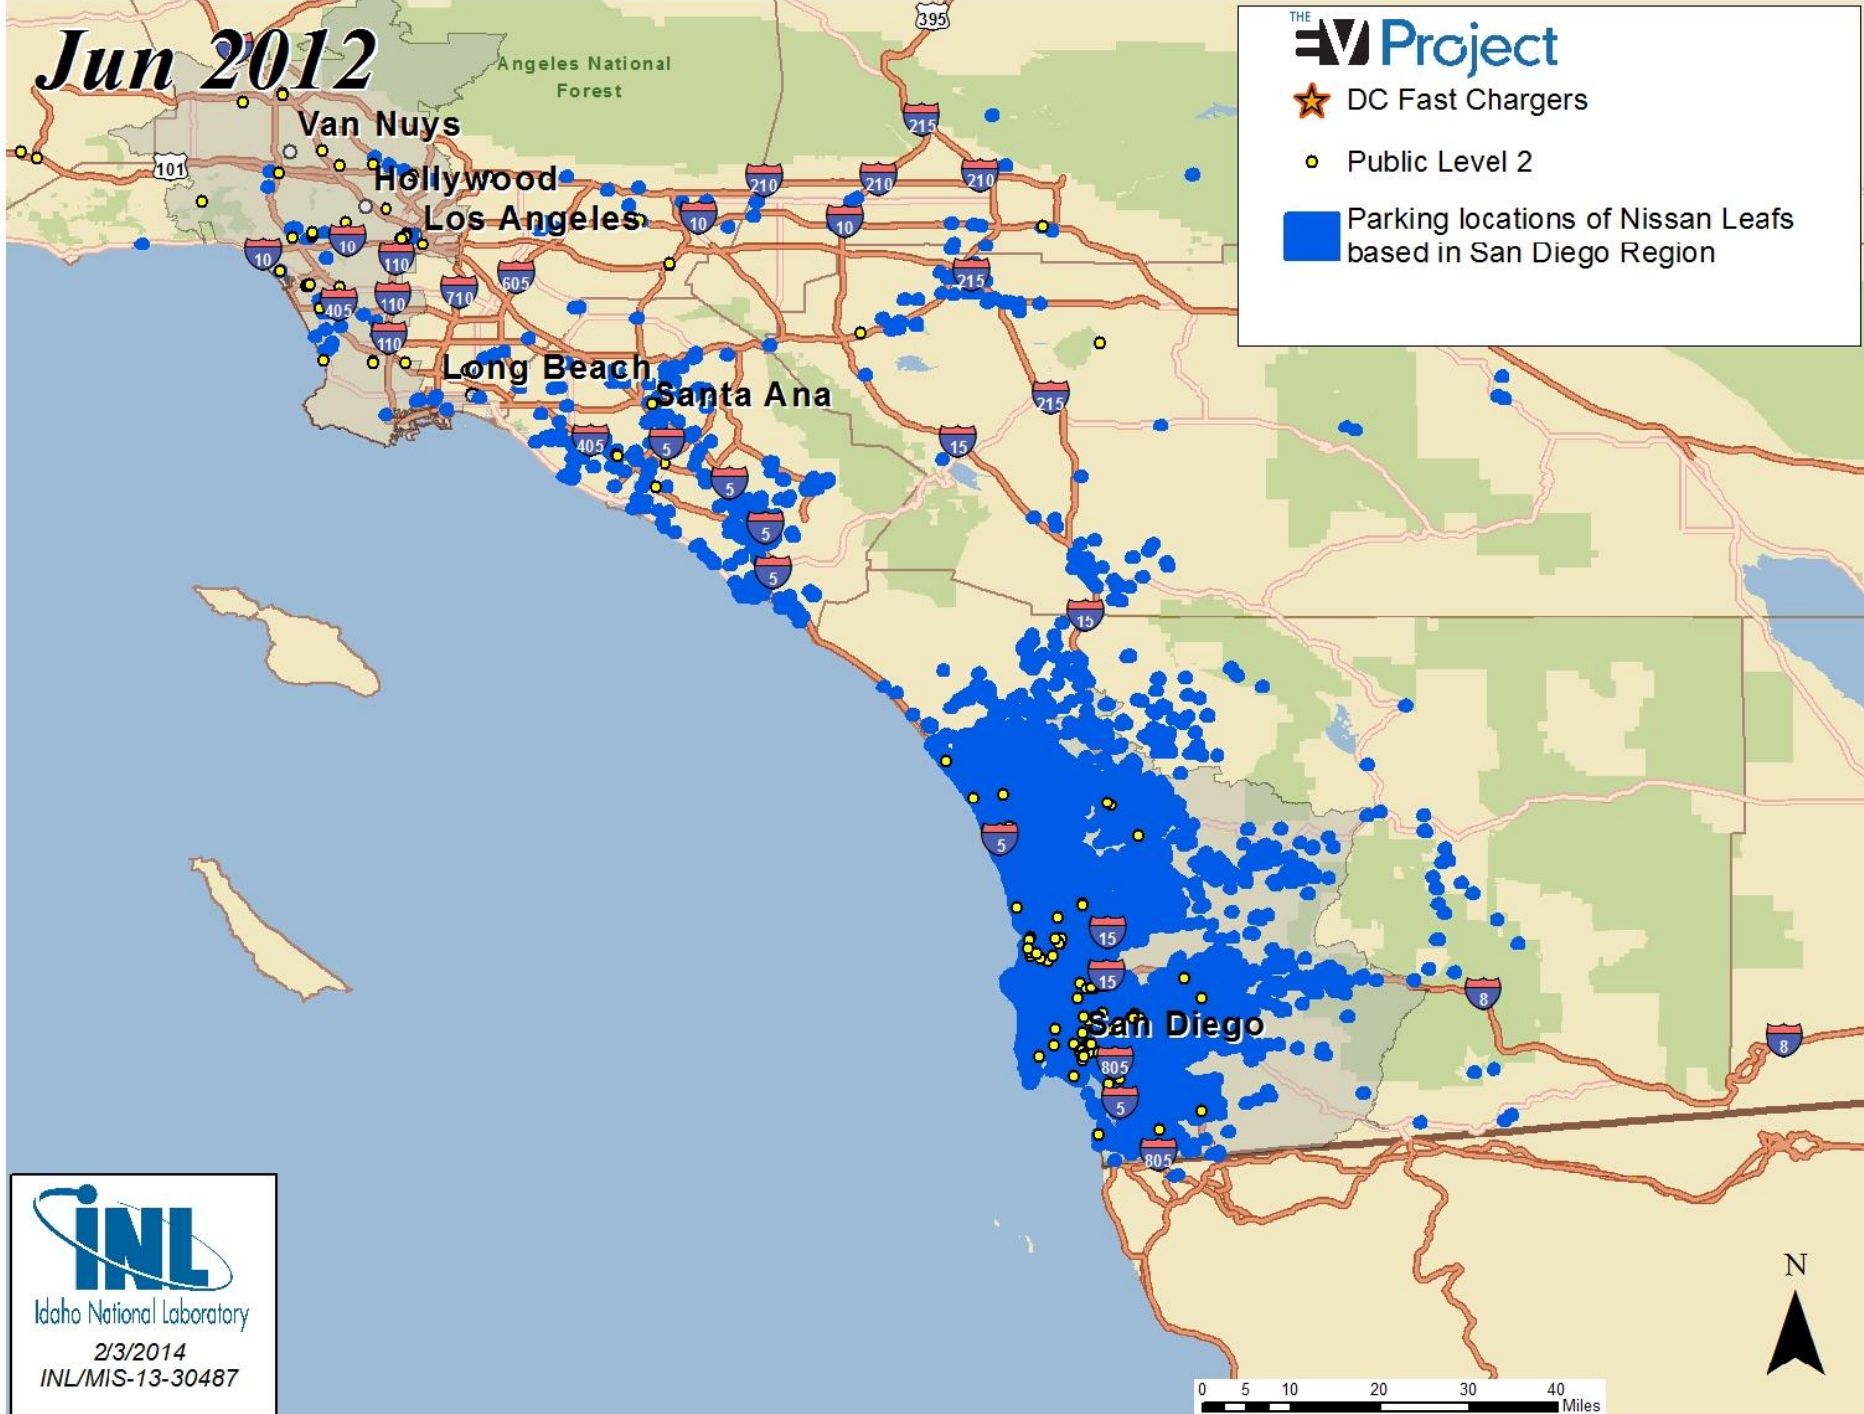 Jun 2012
395
Angeles National
Forest
THE
EV Project
DC Fast Chargers
Public Level 2
Parking locations of Nissan Leafs
based in San Diego Region
215
Van Nuys
101
Hollywood
210
210
210
Los Angeles
10
10
10
10
110
605
215
710
110
405
110
Long Beach
Santa Ana
215
405
5
15
5
5
5
15
5
15
15
8
San Diego
8
805
5
805
INL
Idaho National Laboratory
2/3/2014
INL/MIS-13-30487
N
0 5 10 20 30 40
Miles